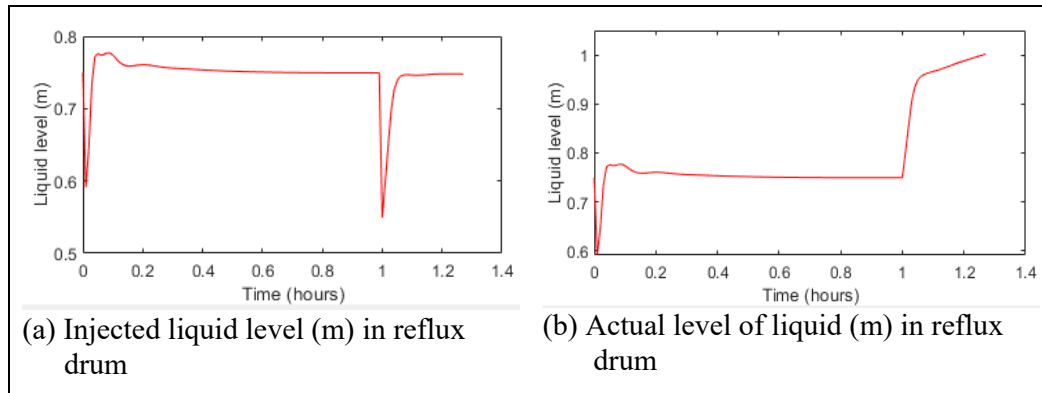 0.8
0.7
0.6
0.5
Liquid level (m)
0 0.2 0.4 0.6 0.8 1 1.2 1.4
Time (hours)
(a) Injected liquid level (m) in reflux
drum
1
0.9
0.8
0.7
0.6
Liquid level (m)
0 0.2 0.4 0.6 0.8 1 1.2 1.4
Time (hours)
(b) Actual level of liquid (m) in reflux
drum